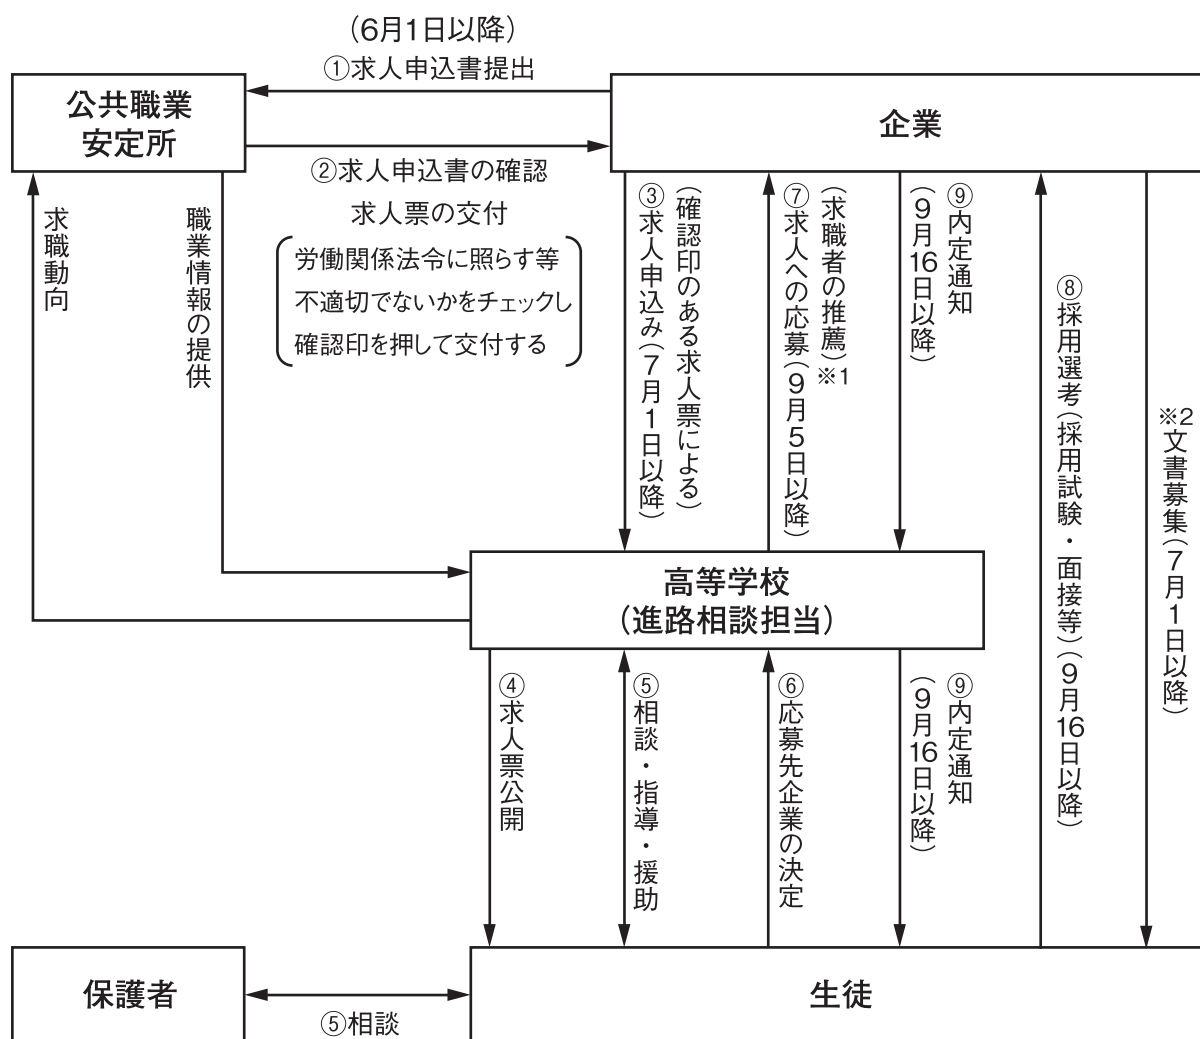 (6月1日以降)
①求人申込書提出
公共職業
安定所
企業
②求人申込書の確認
求人票の交付
労働関係法令に照らす等
不適切でないかをチェックし
確認印を押して交付する
求職動向
職業情報の提供
③求人申込み(7月1日以降)
(確認印のある求人票による)
⑦求人への応募(9月5日以降)
(求職者の推薦)※1
⑨内定通知
(9月16日以降)
⑧採用選考(採用試験・面接等)(9月16日以降)
※2文書募集(7月1日以降)
高等学校
(進路相談担当)
④求人票公開
⑤相談・指導・援助
⑥応募先企業の決定
⑨内定通知
(9月16日以降)
保護者
⑤相談
生徒